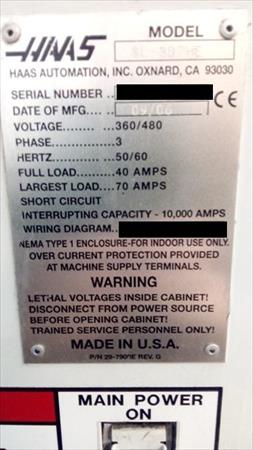 HAAS
MODEL
HAAS AUTOMATION, INC. OXNARD, CA 93030
SERIAL NUMBER..
CE
DATE OF MFG....
VOLTAGE.......360/480
PHASE............3
HERTZ............50/60
FULL LOAD.......40 AMPS
LARGEST LOAD....70 AMPS
SHORT CIRCUIT
INTERRUPTING CAPACITY - 10,000 AMPS
WIRING DIAGRAM..
NEMA TYPE 1 ENCLOSURE-FOR INDOOR USE ONLY.
OVER CURRENT PROTECTION PROVIDED
AT MACHINE SUPPLY TERMINALS.
WARNING
LETHAL VOLTAGES INSIDE CABINET!
DISCONNECT FROM POWER SOURCE
BEFORE OPENING CABINET!
TRAINED SERVICE PERSONNEL ONLY!
MADE IN U.S.A.
REV. G
MAIN POWER
ON